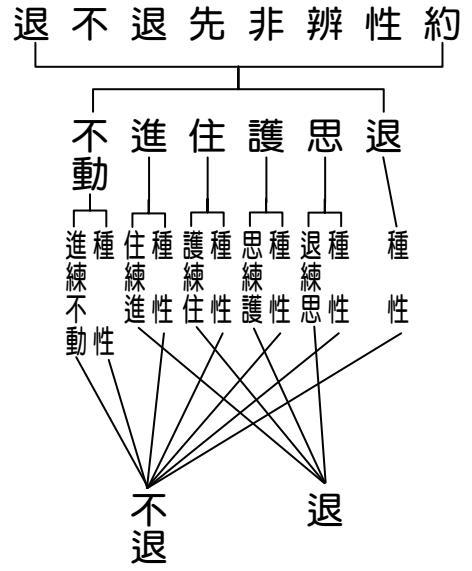 約性辨非先退不退
退
思
護
住
進
不動
種性
種性
退練思
種性
思練護
種性
護練住
種性
住練進
種性
進練不動
退
不退